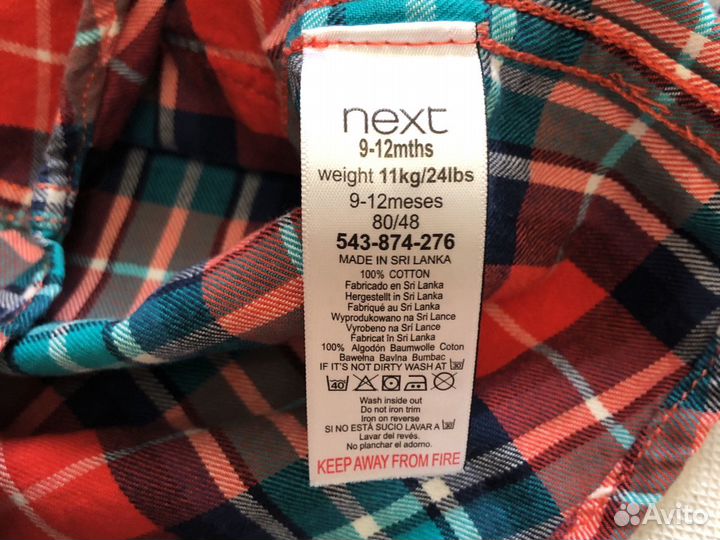 next
9-12mths
weight 11kg/24lbs
9-12meses
80/48
543-874-276
MADE IN SRI LANKA
100% COTTON
Fabricado en Sri Lanka
Hergestellt in Sri Lanka
Fabriqué au Sri Lanka
Wyprodukowano na Sri Lance
Vyrobeno na Sri Lance
Fabricat în Sri Lanka
100% Algodón Baumwolle Coton
Bawełna Bavlna Bumbac
IF IT'S NOT DIRTY WASH AT 30
40
Wash inside out
Do not iron trim
Iron on reverse
SI NO ESTÁ SUCIO LAVAR A 30
Lavar del revés.
No planchar el adorno.
KEEP AWAY FROM FIRE
Avito